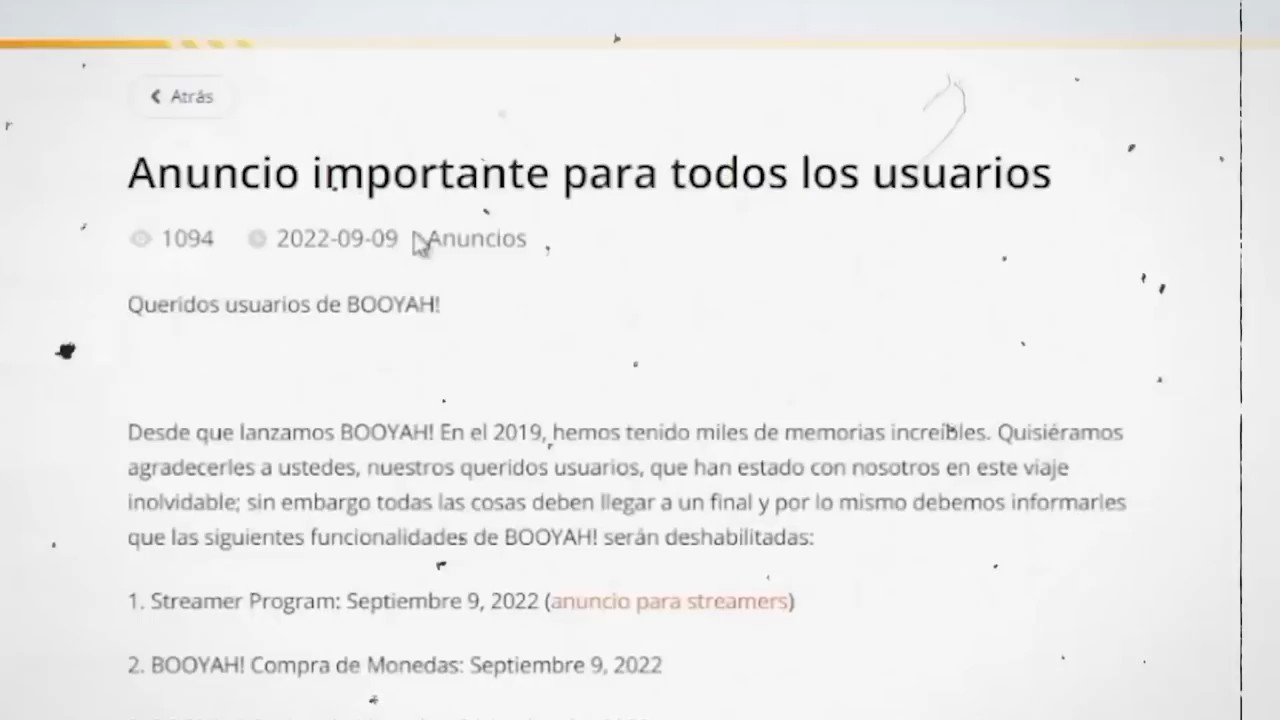 Atrás
Anuncio importante para todos los usuarios
1094 2022-09-09 Anuncios
Queridos usuarios de BOOYAH!
Desde que lanzamos BOOYAH! En el 2019, hemos tenido miles de memorias increíbles. Quisiéramos
agradecerles a ustedes, nuestros queridos usuarios, que han estado con nosotros en este viaje
inolvidable; sin embargo todas las cosas deben llegar a un final y por lo mismo debemos informarles
que las siguientes funcionalidades de BOOYAH! serán deshabilitadas:
1. Streamer Program: Septiembre 9, 2022 (anuncio para streamers)
2. BOOYAH! Compra de Monedas: Septiembre 9, 2022